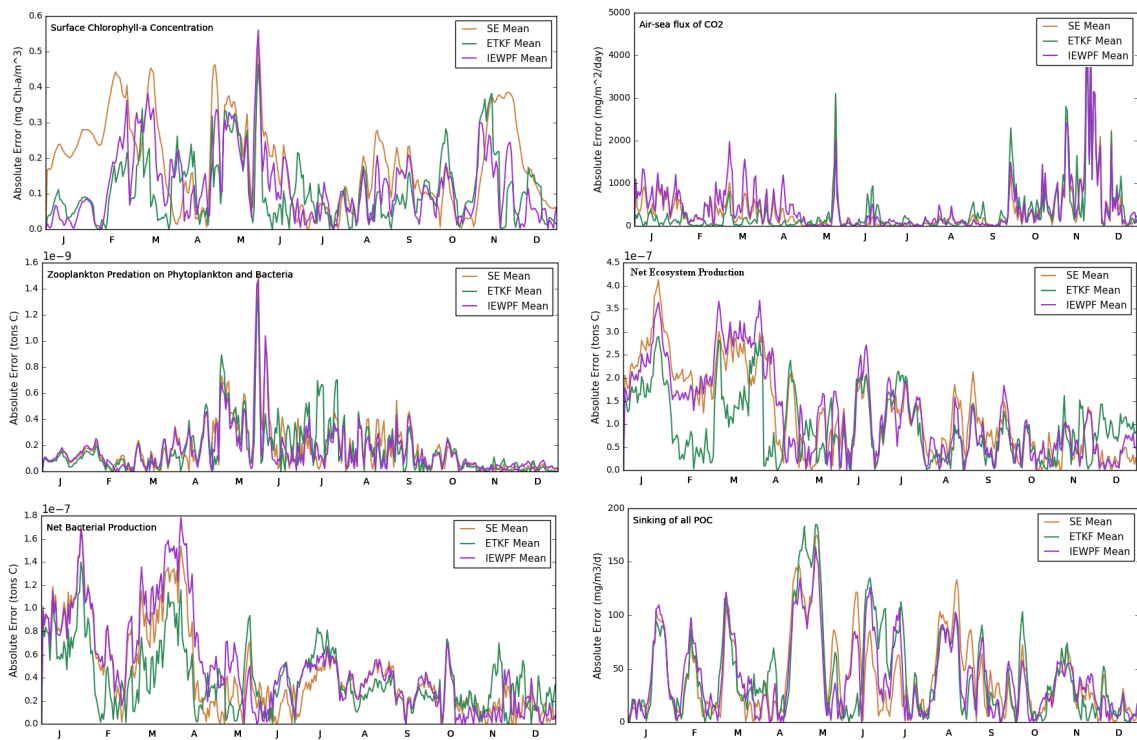 Surface Chlorophyll-a Concentration
SE Mean
ETKF Mean
IEWPF Mean
Absolute Error (mg Chl-a/m^3)
0.6
0.5
0.4
0.3
0.2
0.1
0.0
J F M A M J J A S O N D
Air-sea flux of CO2
SE Mean
ETKF Mean
IEWPF Mean
Absolute Error (mg/m^2/day)
5000
4000
3000
2000
1000
0
J F M A M J J A S O N D
1e-9
Zooplankton Predation on Phytoplankton and Bacteria
SE Mean
ETKF Mean
IEWPF Mean
Absolute Error (tons C)
1.6
1.4
1.2
1.0
0.8
0.6
0.4
0.2
0.0
J F M A M J J A S O N D
1e-7
Net Ecosystem Production
SE Mean
ETKF Mean
IEWPF Mean
Absolute Error (tons C)
4.5
4.0
3.5
3.0
2.5
2.0
1.5
1.0
0.5
0.0
J F M A M J J A S O N D
1e-7
Net Bacterial Production
SE Mean
ETKF Mean
IEWPF Mean
Absolute Error (tons C)
1.8
1.6
1.4
1.2
1.0
0.8
0.6
0.4
0.2
0.0
J F M A M J J A S O N D
Sinking of all POC
SE Mean
ETKF Mean
IEWPF Mean
Absolute Error (mg/m3/d)
200
150
100
50
0
J F M A M J J A S O N D